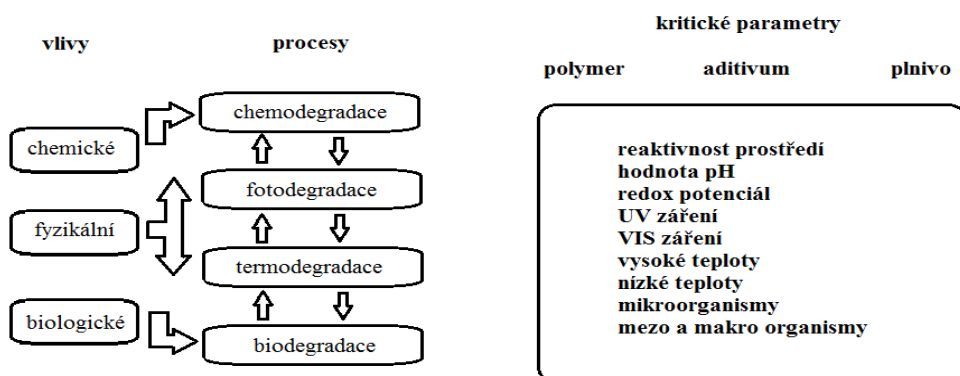 vlivy
procesy
chemické
fyzikální
biologické
chemodegradace
fotodegradace
termodegradace
biodegradace
kritické parametry
polymer aditivum plnivo
reaktivnost prostředí
hodnota pH
redox potenciál
UV záření
VIS záření
vysoké teploty
nízké teploty
mikroorganismy
mezo a makro organismy